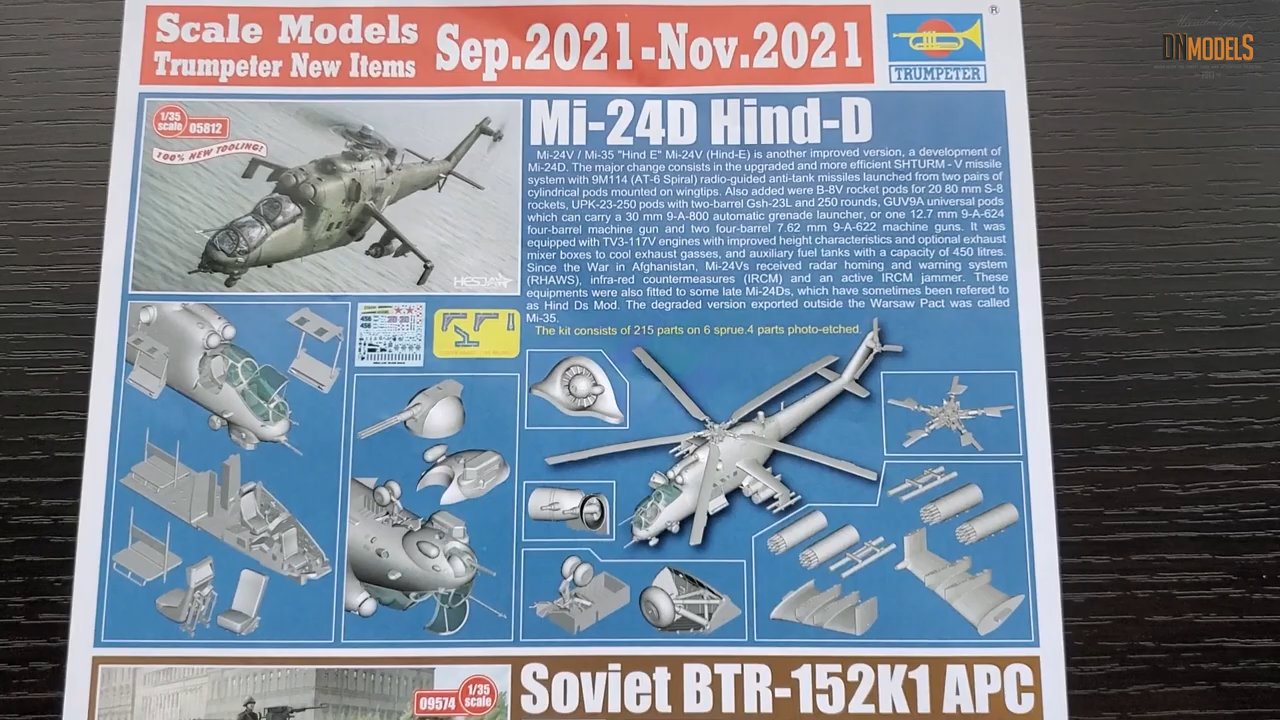 Scale Models
Trumpeter New Items
Sep.2021-Nov.2021
®
TRUMPETER
DNMODELS
1/35
scale
05812
100% NEW TOOLING!
Mi-24D Hind-D
Mi-24V / Mi-35 "Hind E" Mi-24V (Hind-E) is another improved version, a development of
Mi-24D. The major change consists in the upgraded and more efficient SHTURM - V missile
system with 9M114 (AT-6 Spiral) radio-guided anti-tank missiles launched from two pairs of
cylindrical pods mounted on wingtips. Also added were B-8V rocket pods for 20 80 mm S-8
rockets, UPK-23-250 pods with two-barrel Gsh-23L and 250 rounds, GUV9A universal pods
which can carry a 30 mm 9-A-800 automatic grenade launcher, or one 12.7 mm 9-A-624
four-barrel machine gun and two four-barrel 7.62 mm 9-A-622 machine guns. It was
equipped with TV3-117V engines with improved height characteristics and optional exhaust
mixer boxes to cool exhaust gasses, and auxiliary fuel tanks with a capacity of 450 litres.
Since the War in Afghanistan, Mi-24Vs received radar homing and warning system
(RHAWS), infra-red countermeasures (IRCM) and an active IRCM jammer. These
equipments were also fitted to some late Mi-24Ds, which have sometimes been refered to
as Hind Ds Mod. The degraded version exported outside the Warsaw Pact was called
Mi-35.
The kit consists of 215 parts on 6 sprue.4 parts photo-etched.
09574
1/35
scale
Soviet BTR-152K1 APC